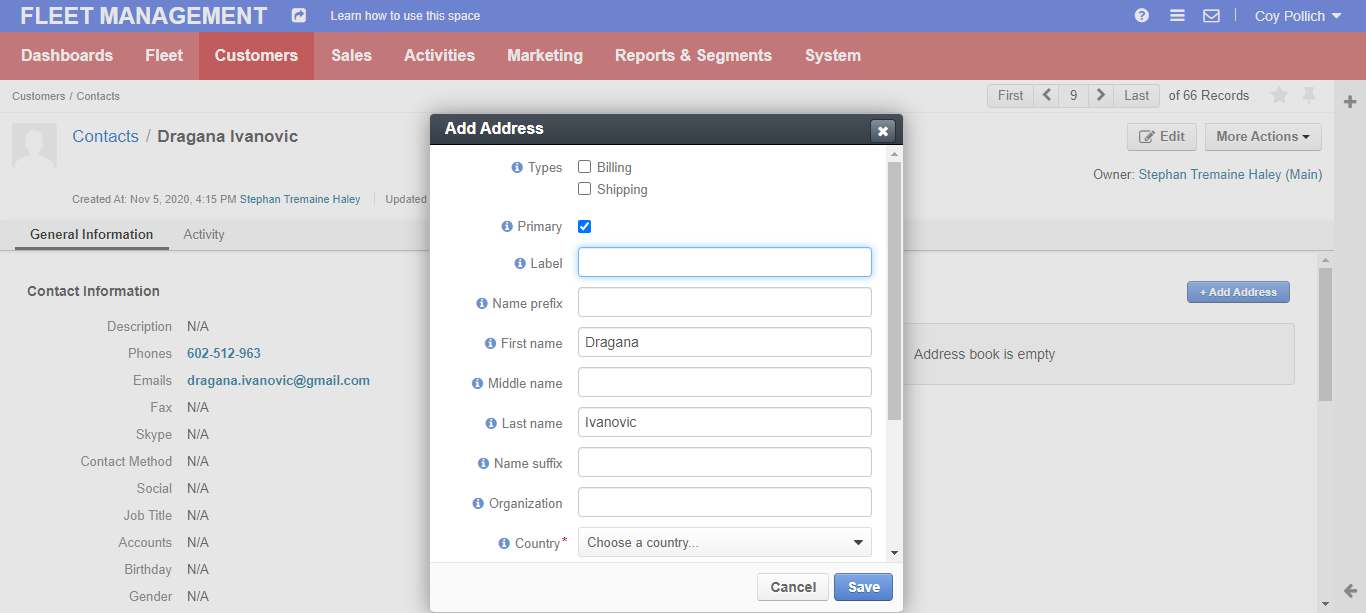 FLEET MANAGEMENT Learn how to use this space Coy Pollich
Dashboards Fleet Customers Sales Activities Marketing Reports & Segments System
Customers / Contacts First 9 Last of 66 Records
Contacts / Dragana Ivanovic Edit More Actions
Owner: Stephan Tremaine Haley (Main)
Created At: Nov 5, 2020, 4:15 PM Stephan Tremaine Haley Updated
General Information Activity
Contact Information
+ Add Address
Address book is empty
Description N/A
Phones 602-512-963
Emails dragana.ivanovic@gmail.com
Fax N/A
Skype N/A
Contact Method N/A
Social N/A
Job Title N/A
Accounts N/A
Birthday N/A
Gender N/A
Add Address
Types Billing
Shipping
Primary
Label
Name prefix
First name Dragana
Middle name
Last name Ivanovic
Name suffix
Organization
Country* Choose a country...
Cancel Save